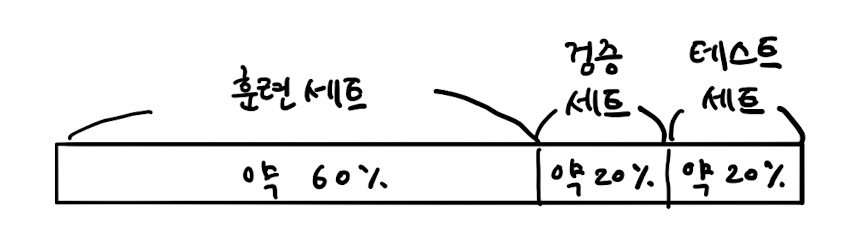 훈련 세트
검증
세트
테스트
세트
약 60%
약 20%
약 20%